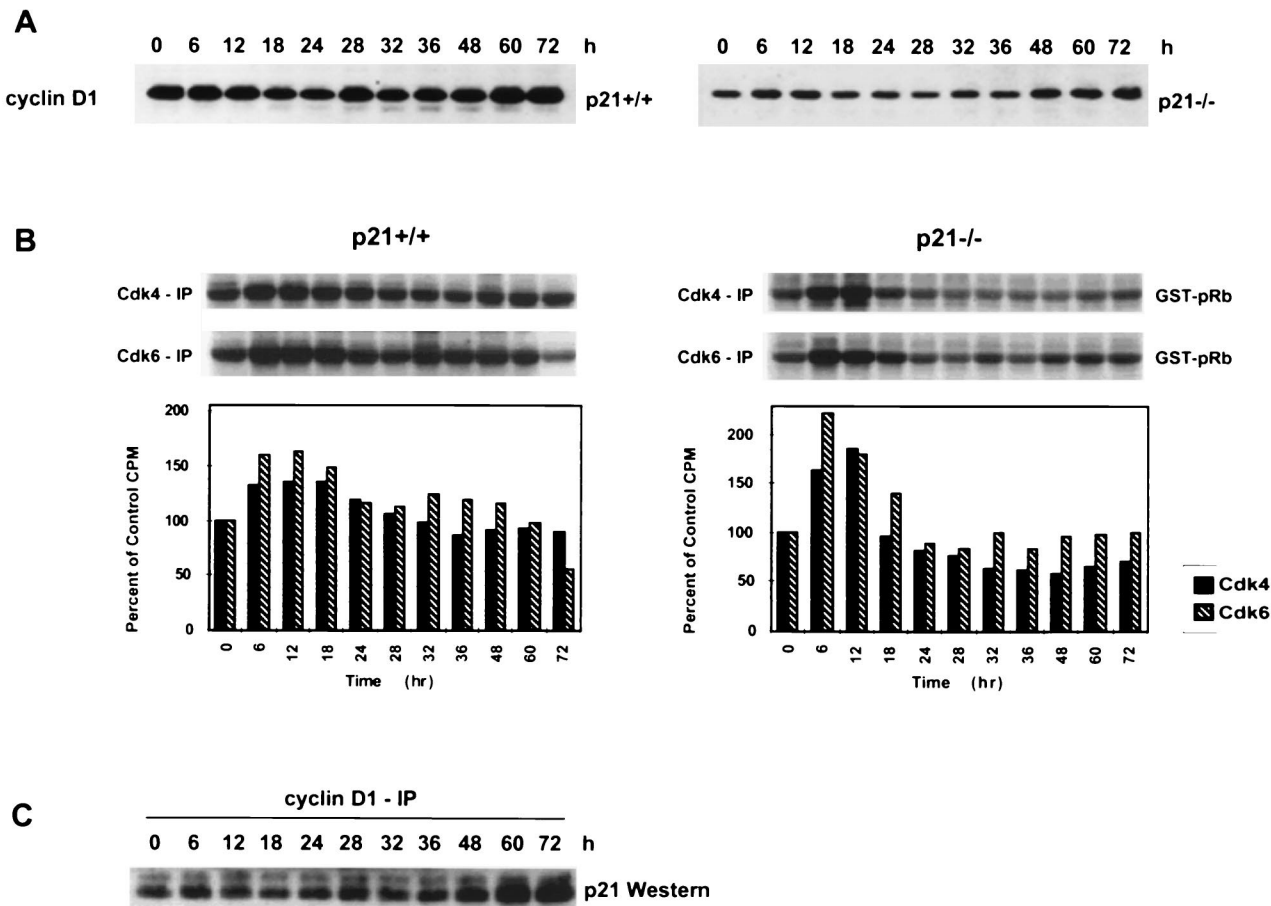 A
0 6 12 18 24 28 32 36 48 60 72 h
cyclin D1
p21+/+
0 6 12 18 24 28 32 36 48 60 72 h
p21-/-
B
p21+/+
Cdk4 - IP
Cdk6 - IP
Percent of Control CPM
200
150
100
50
0
0 6 12 18 24 28 32 36 48 60 72
Time (hr)
p21-/-
Cdk4 - IP
GST-pRb
Cdk6 - IP
GST-pRb
Percent of Control CPM
200
150
100
50
0
0 6 12 18 24 28 32 36 48 60 72
Time (hr)
Cdk4
Cdk6
C
cyclin D1 - IP
0 6 12 18 24 28 32 36 48 60 72 h
p21 Western